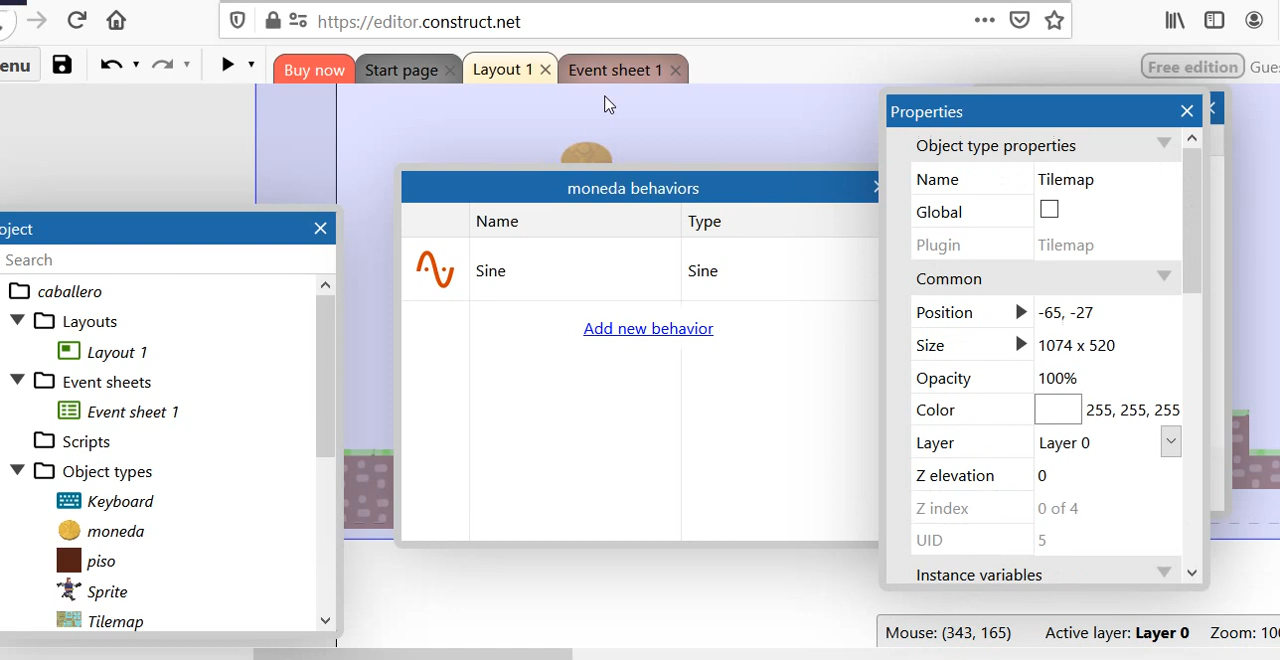 https://editor.construct.net
enu
Buy now
Start page
Layout 1
Event sheet 1
Free edition
Gue
Properties
Object type properties
Name
Tilemap
Global
Plugin
Tilemap
Common
Position
-65, -27
Size
1074 x 520
Opacity
100%
Color
255, 255, 255
Layer
Layer 0
Z elevation
0
Z index
0 of 4
UID
5
Instance variables
moneda behaviors
Name
Type
Sine
Sine
Add new behavior
oject
Search
caballero
Layouts
Layout 1
Event sheets
Event sheet 1
Scripts
Object types
Keyboard
moneda
piso
Sprite
Tilemap
Mouse: (343, 165)
Active layer: Layer 0
Zoom: 100